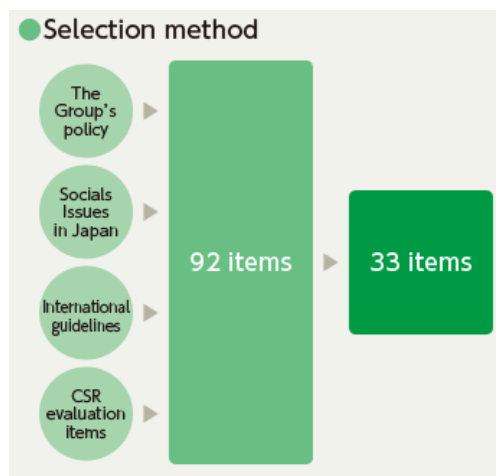 Selection method
The
Group's
policy
Socials
Issues
in Japan
International
guidelines
CSR
evaluation
items
92 items
33 items